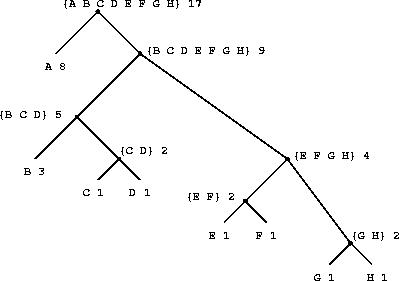 {A B C D E F G H} 17
{B C D E F G H} 9
A 8
{B C D} 5
{C D} 2
{E F G H} 4
B 3
C 1
D 1
{E F} 2
E 1
F 1
{G H} 2
G 1
H 1